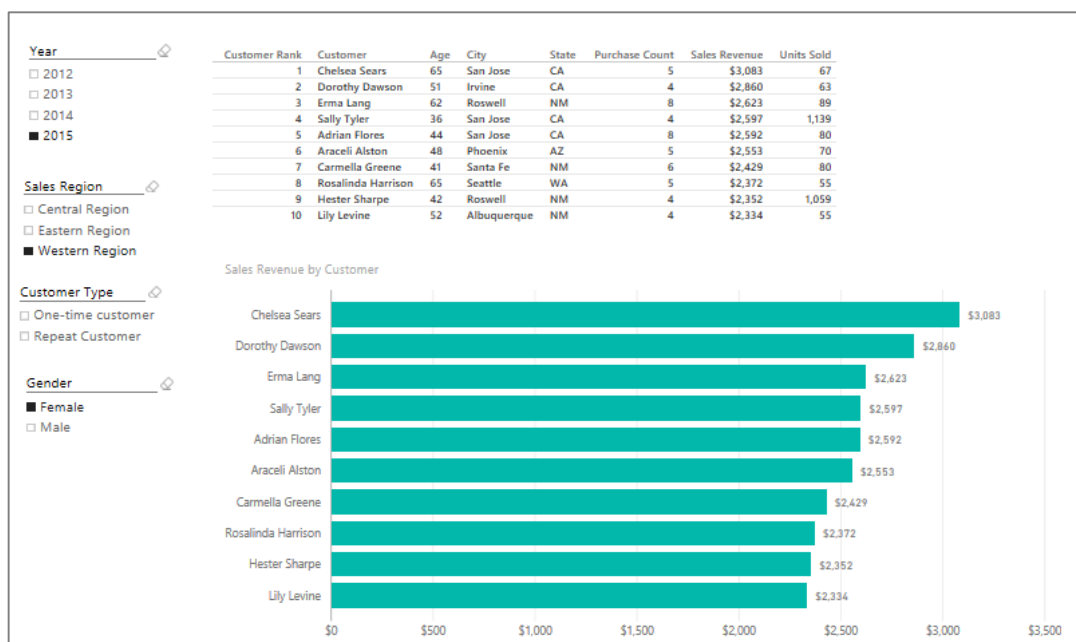 Year
2012
2013
2014
2015
Sales Region
Central Region
Eastern Region
Western Region
Customer Type
One-time customer
Repeat Customer
Gender
Female
Male
Customer Rank Customer Age City State Purchase Count Sales Revenue Units Sold
1 Chelsea Sears 65 San Jose CA 5 $3,083 67
2 Dorothy Dawson 51 Irvine CA 4 $2,860 63
3 Erma Lang 62 Roswell NM 8 $2,623 89
4 Sally Tyler 36 San Jose CA 4 $2,597 1,139
5 Adrian Flores 44 San Jose CA 8 $2,592 80
6 Araceli Alston 48 Phoenix AZ 5 $2,553 70
7 Carmella Greene 41 Santa Fe NM 6 $2,429 80
8 Rosalinda Harrison 65 Seattle WA 5 $2,372 55
9 Hester Sharpe 42 Roswell NM 4 $2,352 1,059
10 Lily Levine 52 Albuquerque NM 4 $2,334 55
Sales Revenue by Customer
Chelsea Sears $3,083
Dorothy Dawson $2,860
Erma Lang $2,623
Sally Tyler $2,597
Adrian Flores $2,592
Araceli Alston $2,553
Carmella Greene $2,429
Rosalinda Harrison $2,372
Hester Sharpe $2,352
Lily Levine $2,334
$0 $500 $1,000 $1,500 $2,000 $2,500 $3,000 $3,500